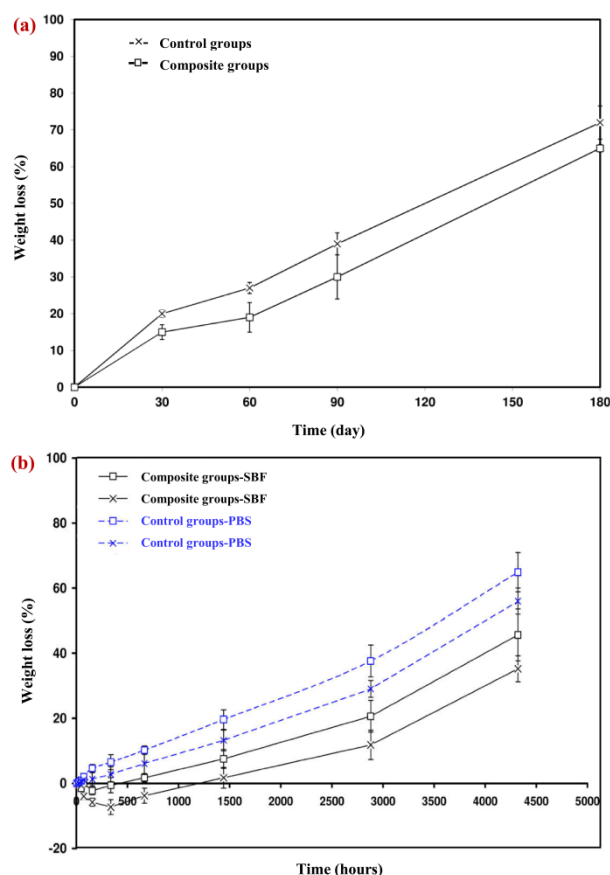 (a)
100
90
80
70
60
50
40
30
20
10
0
Weight loss (%)
Control groups
Composite groups
0 30 60 90 120 150 180
Time (day)
(b)
100
80
60
40
20
0
-20
Weight loss (%)
Composite groups-SBF
Composite groups-SBF
Control groups-PBS
Control groups-PBS
0 500 1000 1500 2000 2500 3000 3500 4000 4500 5000
Time (hours)